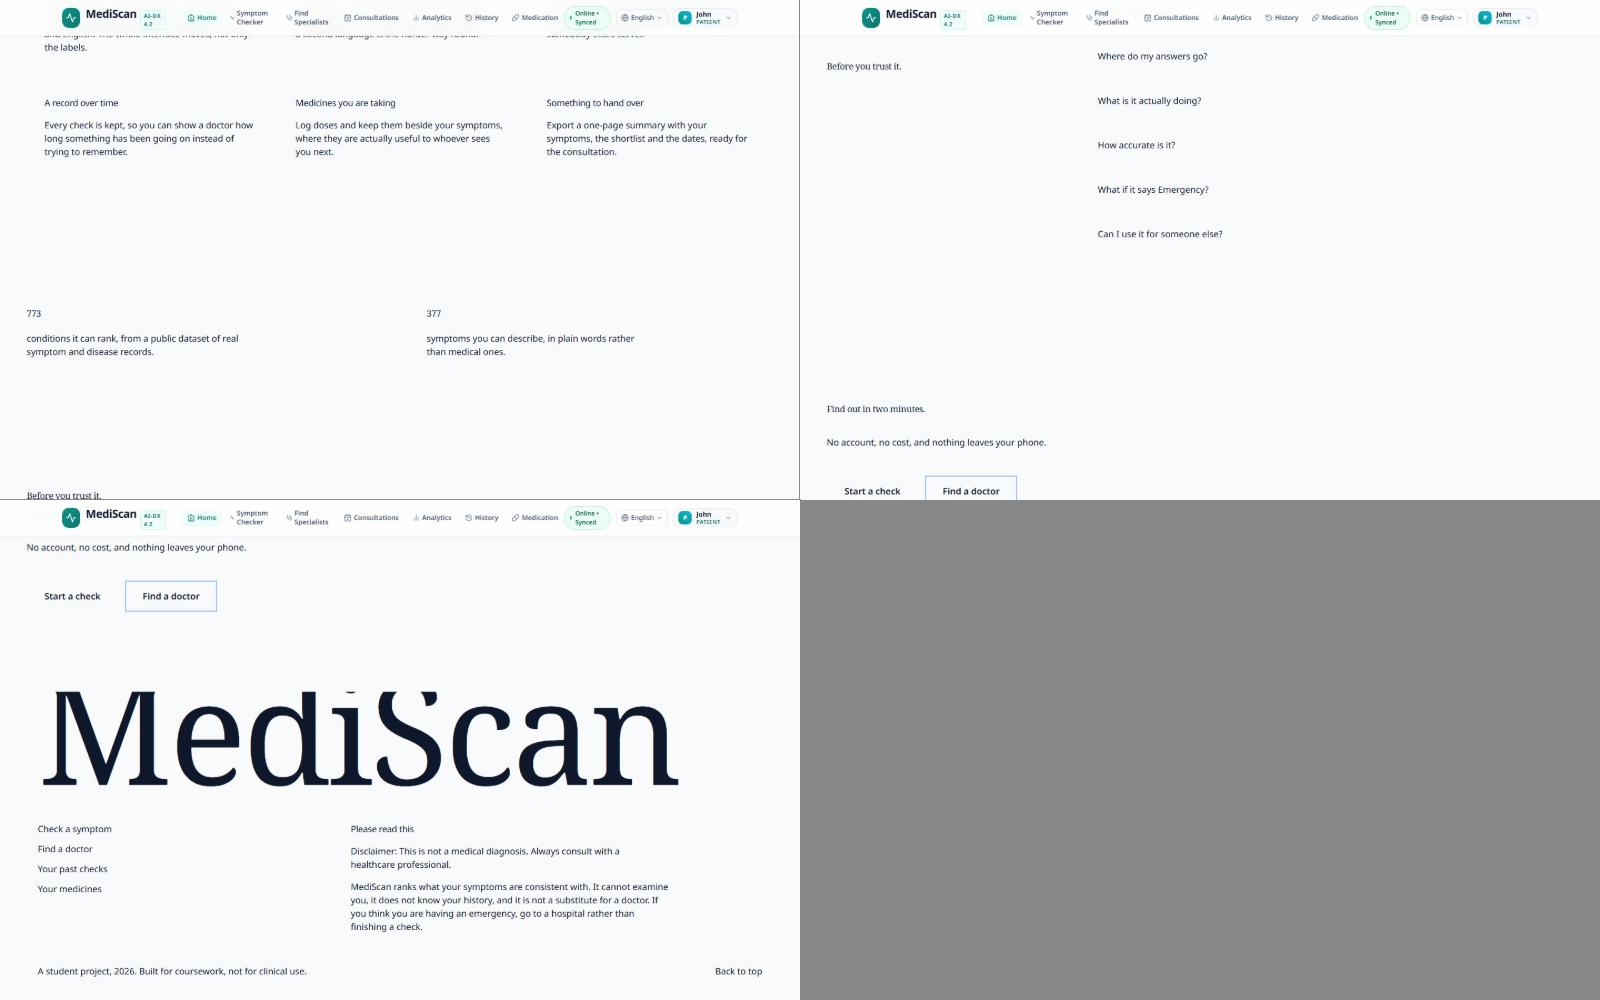 MediScan AI-DX 4.2 Home Symptom Checker Find Specialists Consultations Analytics History Medication Online • Synced English P John PATIENT
the labels.
A record over time
Every check is kept, so you can show a doctor how
long something has been going on instead of
trying to remember.
Medicines you are taking
Log doses and keep them beside your symptoms,
where they are actually useful to whoever sees
you next.
Something to hand over
Export a one-page summary with your
symptoms, the shortlist and the dates, ready for
the consultation.
773
conditions it can rank, from a public dataset of real
symptom and disease records.
377
symptoms you can describe, in plain words rather
than medical ones.
Before you trust it.
MediScan AI-DX 4.2 Home Symptom Checker Find Specialists Consultations Analytics History Medication Online • Synced English P John PATIENT
Before you trust it.
Where do my answers go?
What is it actually doing?
How accurate is it?
What if it says Emergency?
Can I use it for someone else?
Find out in two minutes.
No account, no cost, and nothing leaves your phone.
Start a check
Find a doctor
MediScan AI-DX 4.2 Home Symptom Checker Find Specialists Consultations Analytics History Medication Online • Synced English P John PATIENT
No account, no cost, and nothing leaves your phone.
Start a check
Find a doctor
MediScan
Check a symptom
Find a doctor
Your past checks
Your medicines
Please read this
Disclaimer: This is not a medical diagnosis. Always consult with a
healthcare professional.
MediScan ranks what your symptoms are consistent with. It cannot examine
you, it does not know your history, and it is not a substitute for a doctor. If
you think you are having an emergency, go to a hospital rather than
finishing a check.
A student project, 2026. Built for coursework, not for clinical use.
Back to top